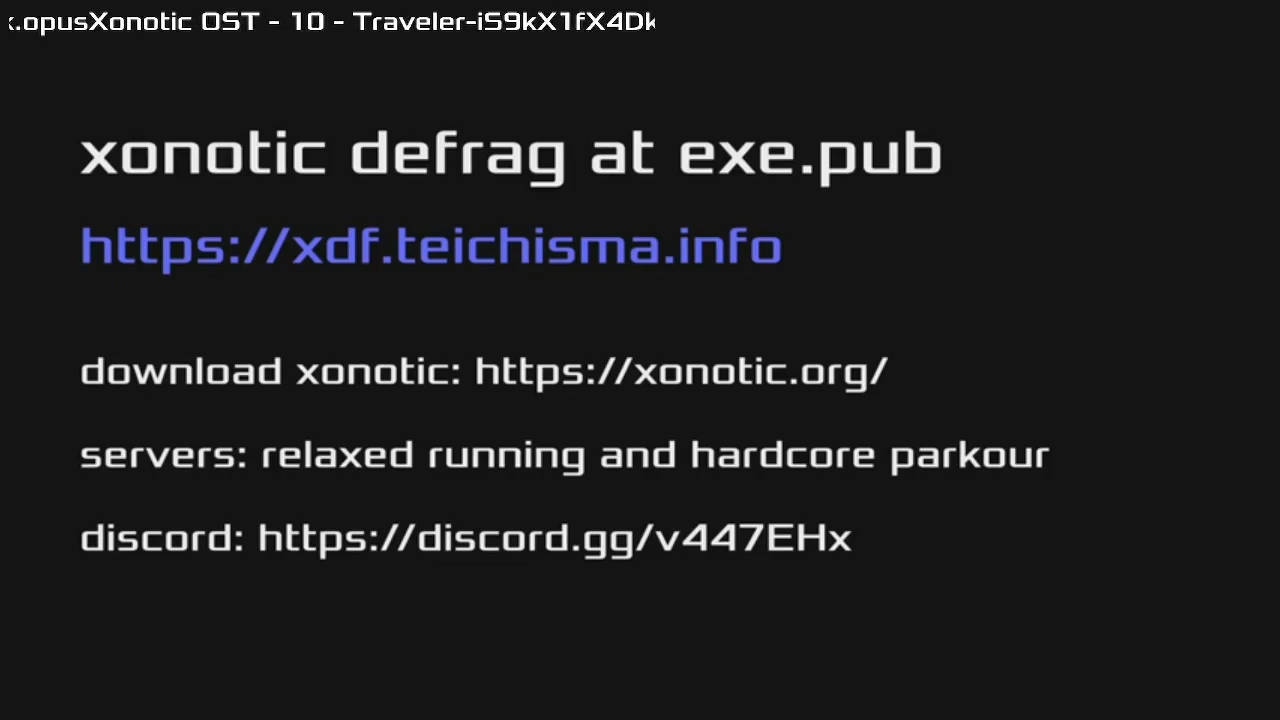 .opusXonotic OST - 10 - Traveler-iS9kX1fX4Dk
xonotic defrag at exe.pub
https://xdf.teichisma.info
download xonotic: https://xonotic.org/
servers: relaxed running and hardcore parkour
discord: https://discord.gg/v447EHx